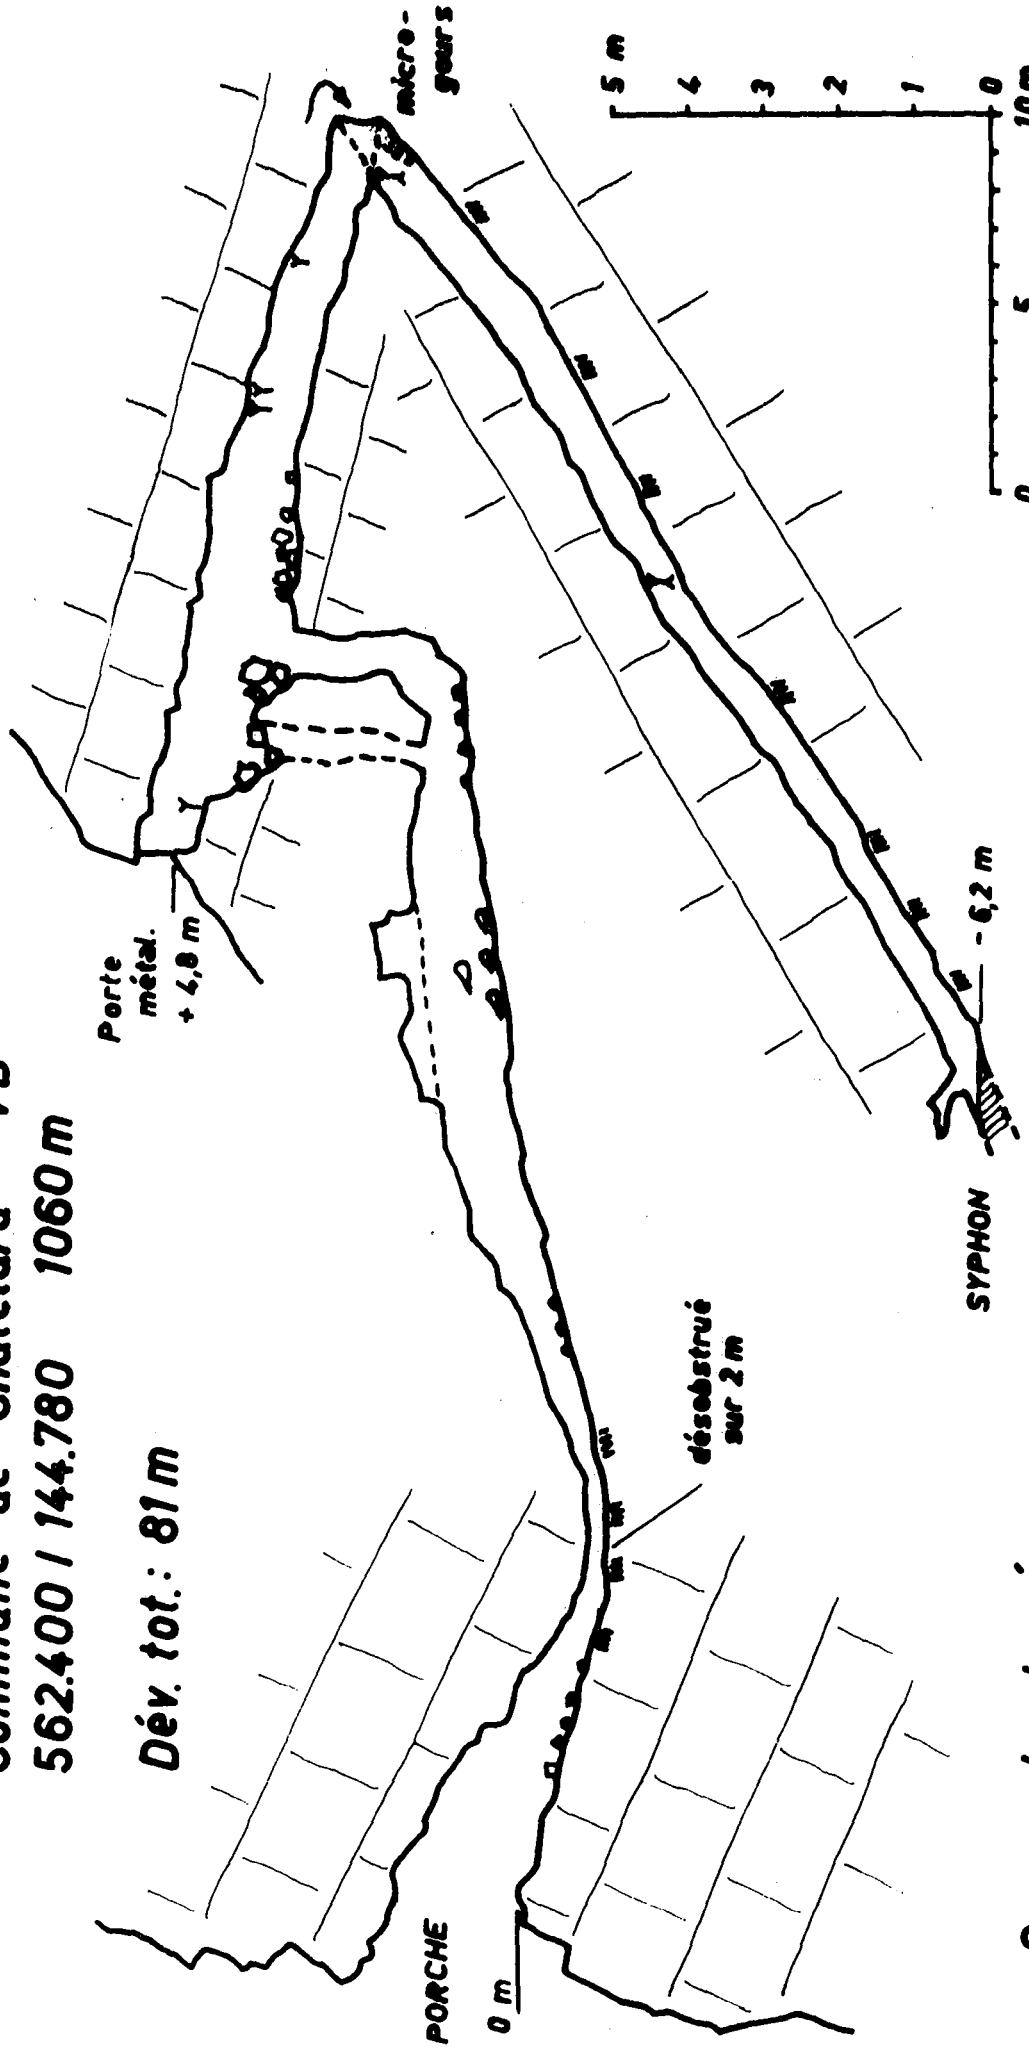 562.400 / 144.780 1060 m
Dév. tot.: 81 m
Porte
métal.
+ 4,8 m
micro-
gours
5 m
4
3
2
1
0
0 5 10 m
PORCHE
0 m
désobstrué
sur 2 m
SYPHON
- 6,2 m